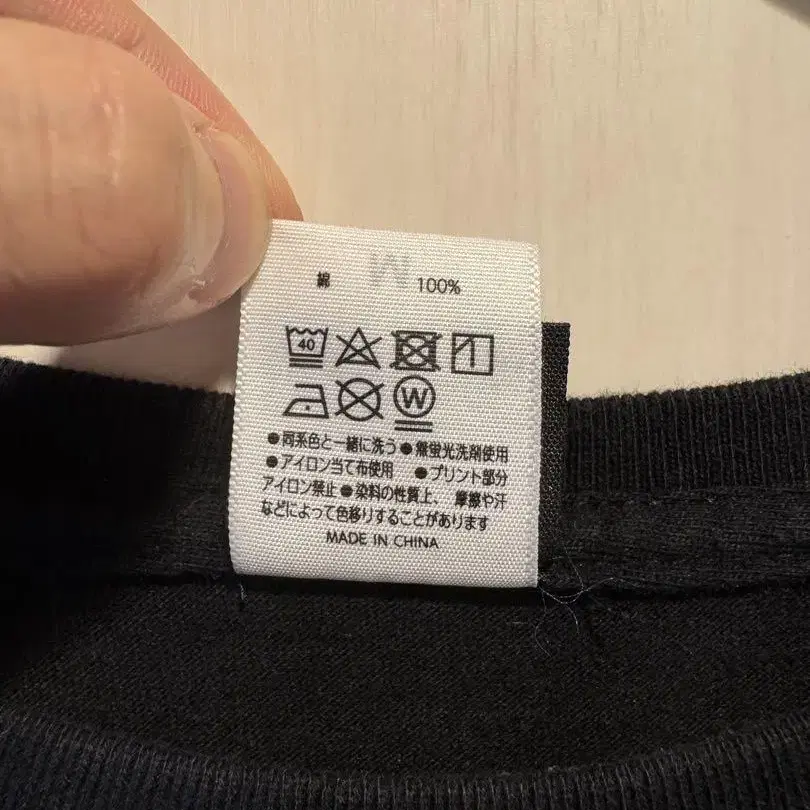 綿 100%
40
W
●同系色と一緒に洗う●無蛍光洗剤使用
●アイロン当て布使用 ●プリント部分
アイロン禁止●染料の性質上、摩擦や汗
などによって色移りすることがあります
MADE IN CHINA